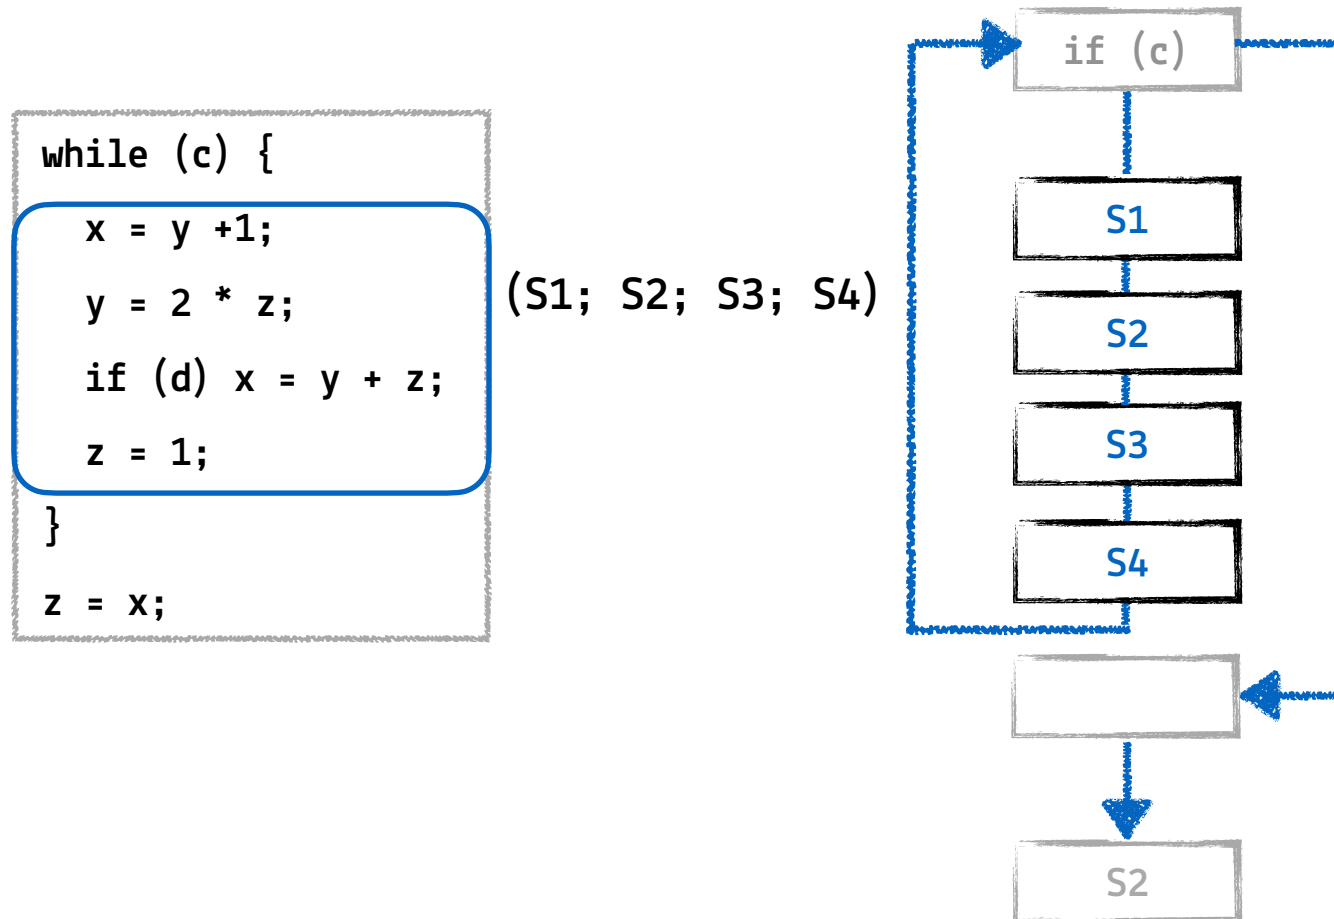 while (c) {
x = y +1;
y = 2 * z;
if (d) x = y + z;
z = 1;
}
z = x;
(S1; S2; S3; S4)
if (c)
S1
S2
S3
S4
S2